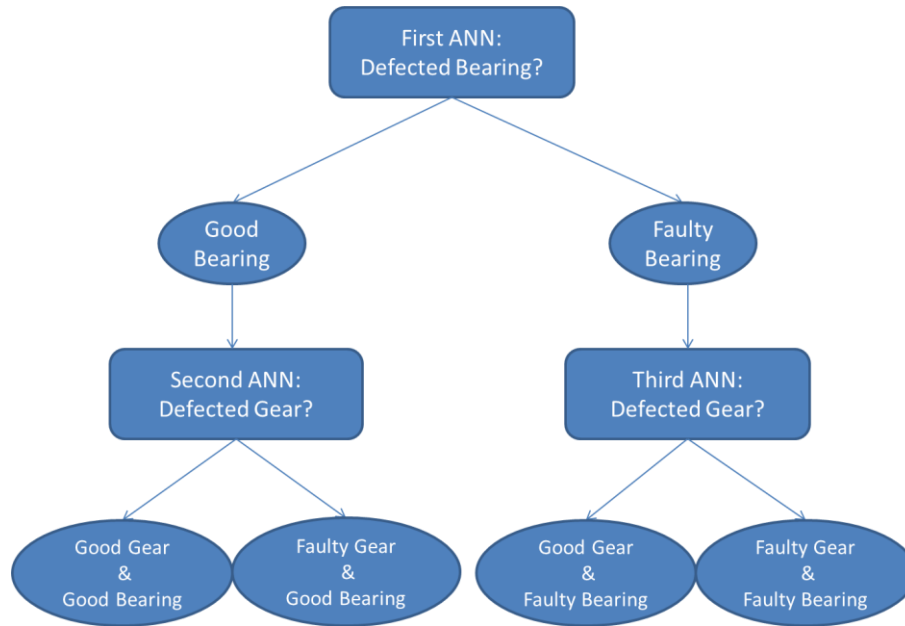 First ANN:
Defected Bearing?
Good
Bearing
Faulty
Bearing
Second ANN:
Defected Gear?
Third ANN:
Defected Gear?
Good Gear
&
Good Bearing
Faulty Gear
&
Good Bearing
Good Gear
&
Faulty Bearing
Faulty Gear
&
Faulty Bearing